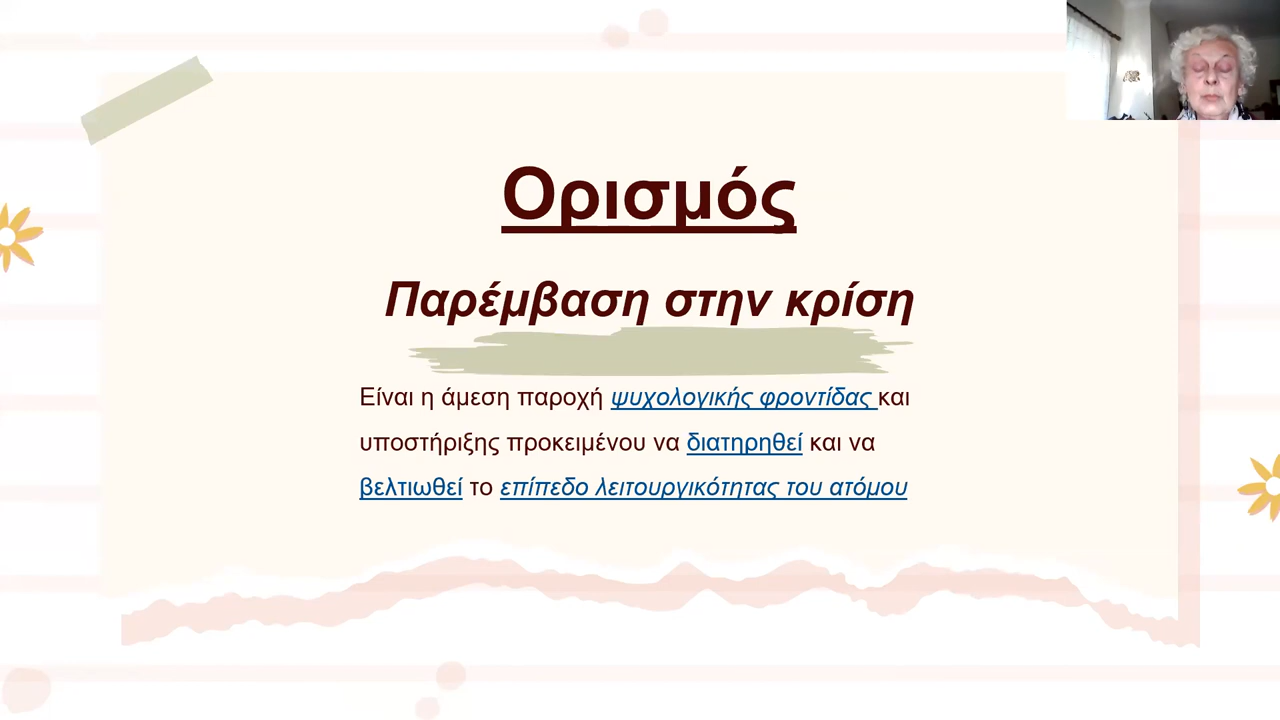 Ορισμός
Παρέμβαση στην κρίση
Είναι η άμεση παροχή ψυχολογικής φροντίδας και
υποστήριξης προκειμένου να διατηρηθεί και να
βελτιωθεί το επίπεδο λειτουργικότητας του ατόμου